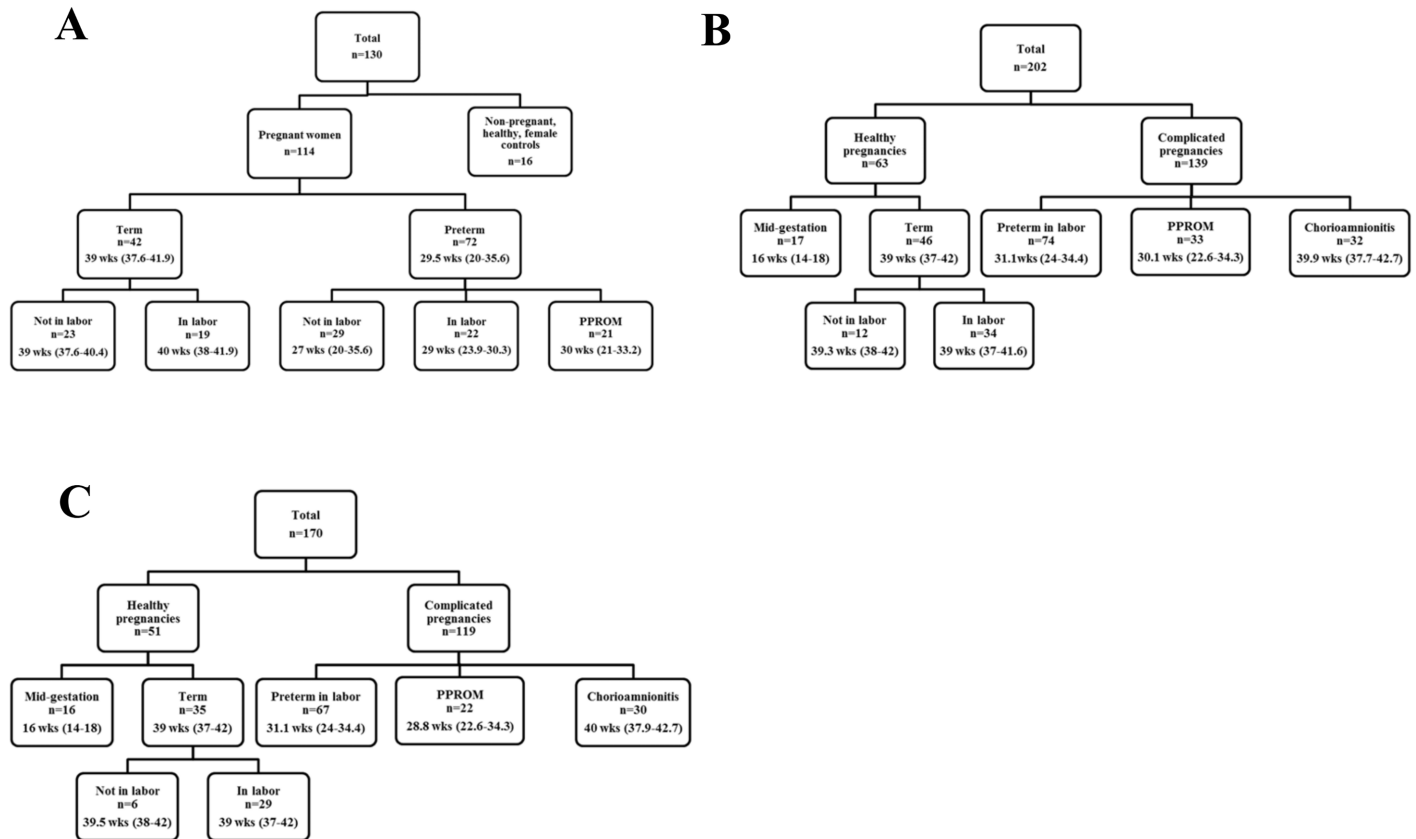 A
Total
n=130
Pregnant women
n=114
Non-pregnant,
healthy, female
controls
n=16
Term
n=42
39 wks (37.6-41.9)
Preterm
n=72
29.5 wks (20-35.6)
Not in labor
n=23
39 wks (37.6-40.4)
In labor
n=19
40 wks (38-41.9)
Not in labor
n=29
27 wks (20-35.6)
In labor
n=22
29 wks (23.9-30.3)
PPROM
n=21
30 wks (21-33.2)
B
Total
n=202
Healthy
pregnancies
n=63
Complicated
pregnancies
n=139
Mid-gestation
n=17
16 wks (14-18)
Term
n=46
39 wks (37-42)
Preterm in labor
n=74
31.1wks (24-34.4)
PPROM
n=33
30.1 wks (22.6-34.3)
Chorioamnionitis
n=32
39.9 wks (37.7-42.7)
Not in labor
n=12
39.3 wks (38-42)
In labor
n=34
39 wks (37-41.6)
C
Total
n=170
Healthy
pregnancies
n=51
Complicated
pregnancies
n=119
Mid-gestation
n=16
16 wks (14-18)
Term
n=35
39 wks (37-42)
Preterm in labor
n=67
31.1 wks (24-34.4)
PPROM
n=22
28.8 wks (22.6-34.3)
Chorioamnionitis
n=30
40 wks (37.9-42.7)
Not in labor
n=6
39.5 wks (38-42)
In labor
n=29
39 wks (37-42)